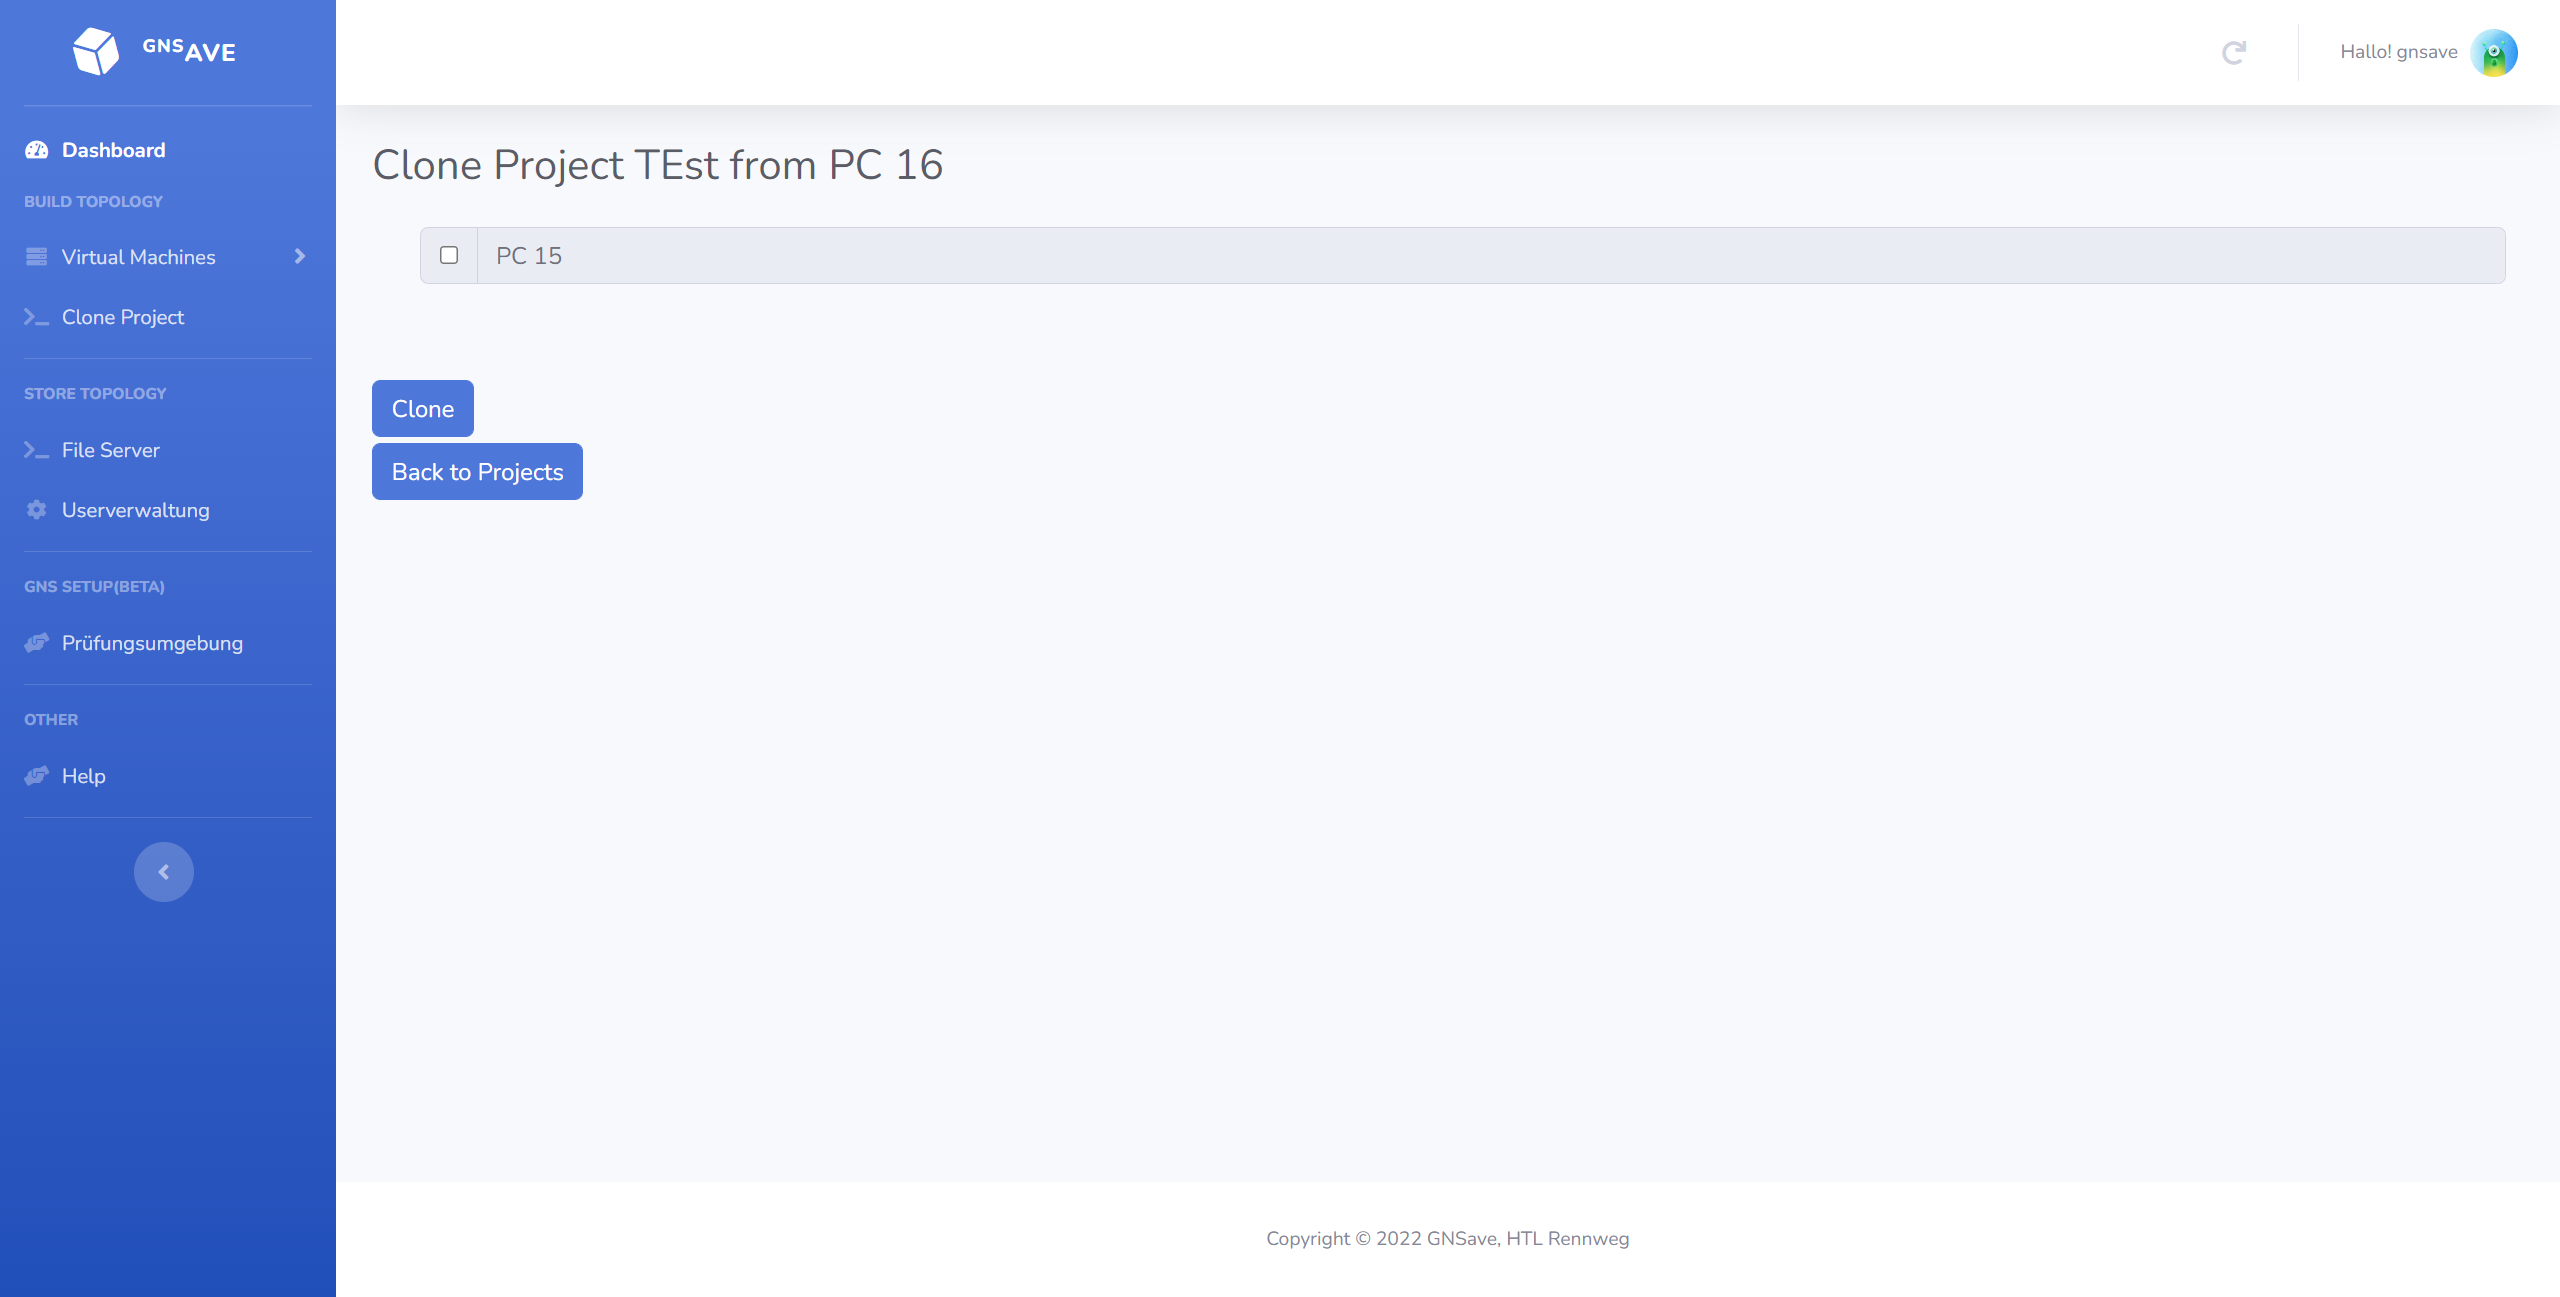 GNSAVE
Hallo! gnsave
Dashboard
BUILD TOPOLOGY
Virtual Machines
Clone Project
STORE TOPOLOGY
File Server
Userverwaltung
GNS SETUP(BETA)
Prüfungsumgebung
OTHER
Help
Clone Project TEst from PC 16
PC 15
Clone
Back to Projects
Copyright © 2022 GNSave, HTL Rennweg